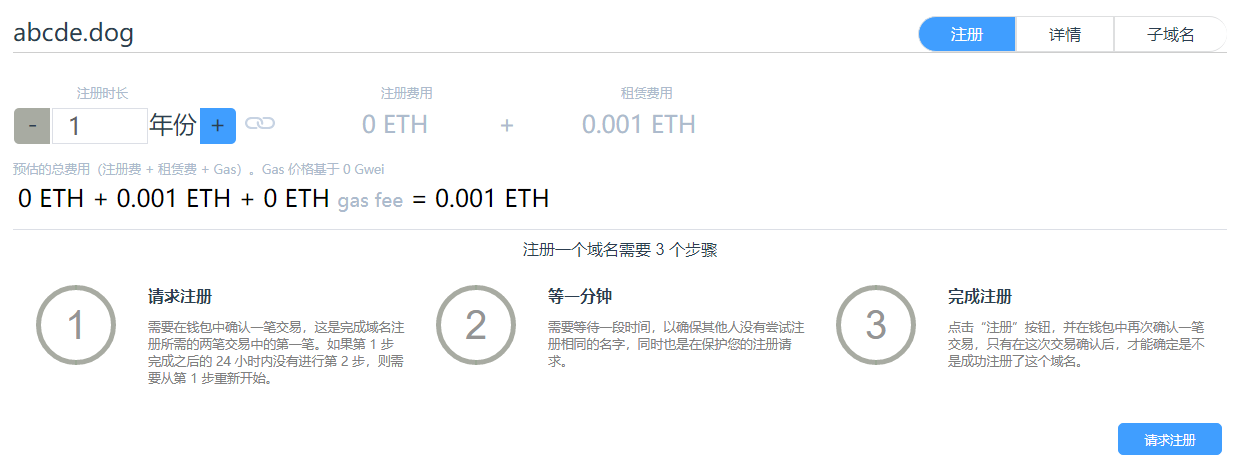 abcde.dog
注册 详情 子域名
注册时长 注册费用 租赁费用
- 1 年份 + 0 ETH + 0.001 ETH
预估的总费用（注册费 + 租赁费 + Gas）。Gas 价格基于 0 Gwei
0 ETH + 0.001 ETH + 0 ETH gas fee = 0.001 ETH
注册一个域名需要 3 个步骤
1
请求注册
需要在钱包中确认一笔交易，这是完成域名注
册所需的两笔交易中的第一笔。如果第 1 步
完成之后的 24 小时内没有进行第 2 步，则需
要从第 1 步重新开始。
2
等一分钟
需要等待一段时间，以确保其他人没有尝试注
册相同的名字，同时也是在保护您的注册请
求。
3
完成注册
点击“注册”按钮，并在钱包中再次确认一笔
交易，只有在这次交易确认后，才能确定是不
是成功注册了这个域名。
请求注册